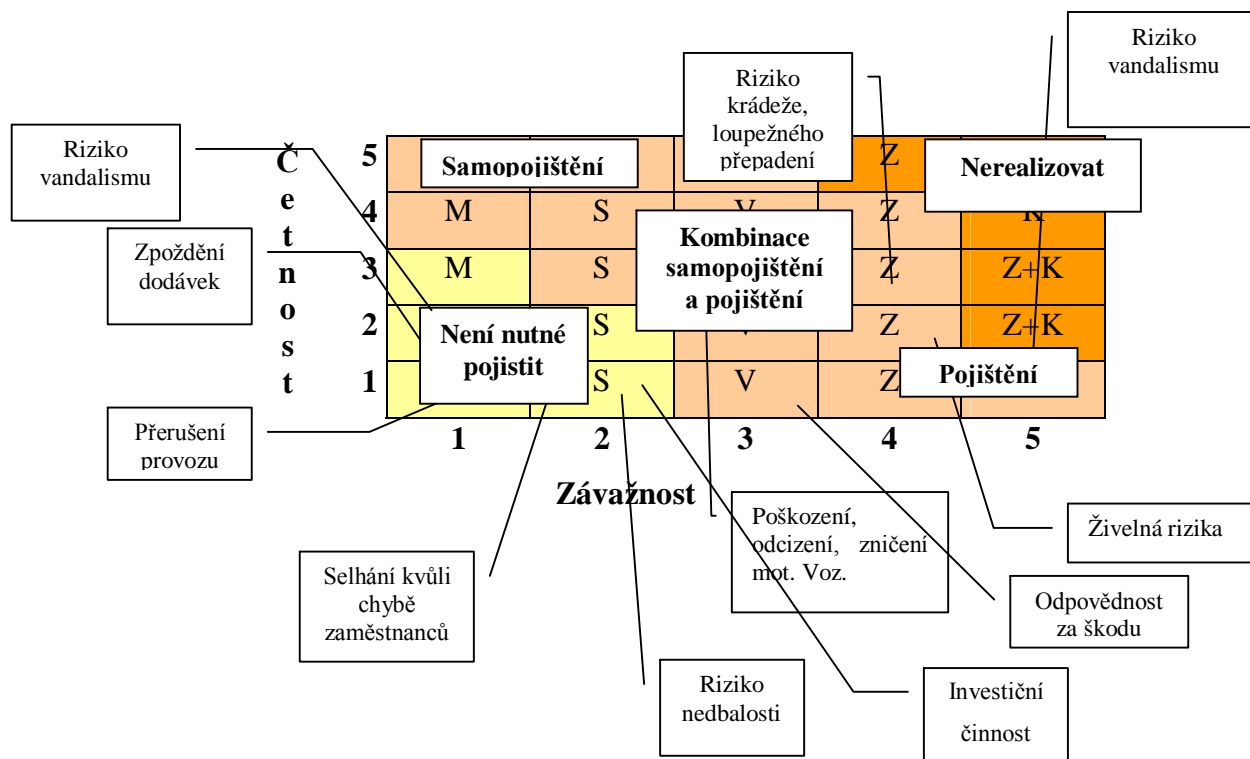 Riziko
vandalismu
Riziko
krádeže,
loupežného
přepadení
Riziko
vandalismu
Zpoždění
dodávek
Přerušení
provozu
Četnost
5
Samopojištění
Z
Nerealizovat
4
M
S
Z
3
M
S
Kombinace
samopojištění
a pojištění
Z
Z+K
2
Není nutné
pojistit
S
Z
Z+K
1
S
V
Z
Pojištění
1
2
3
4
5
Závažnost
Selhání kvůli
chybě
zaměstnanců
Poškození,
odcizení, zničení
mot. Voz.
Živelná rizika
Odpovědnost
za škodu
Riziko
nedbalosti
Investiční
činnost